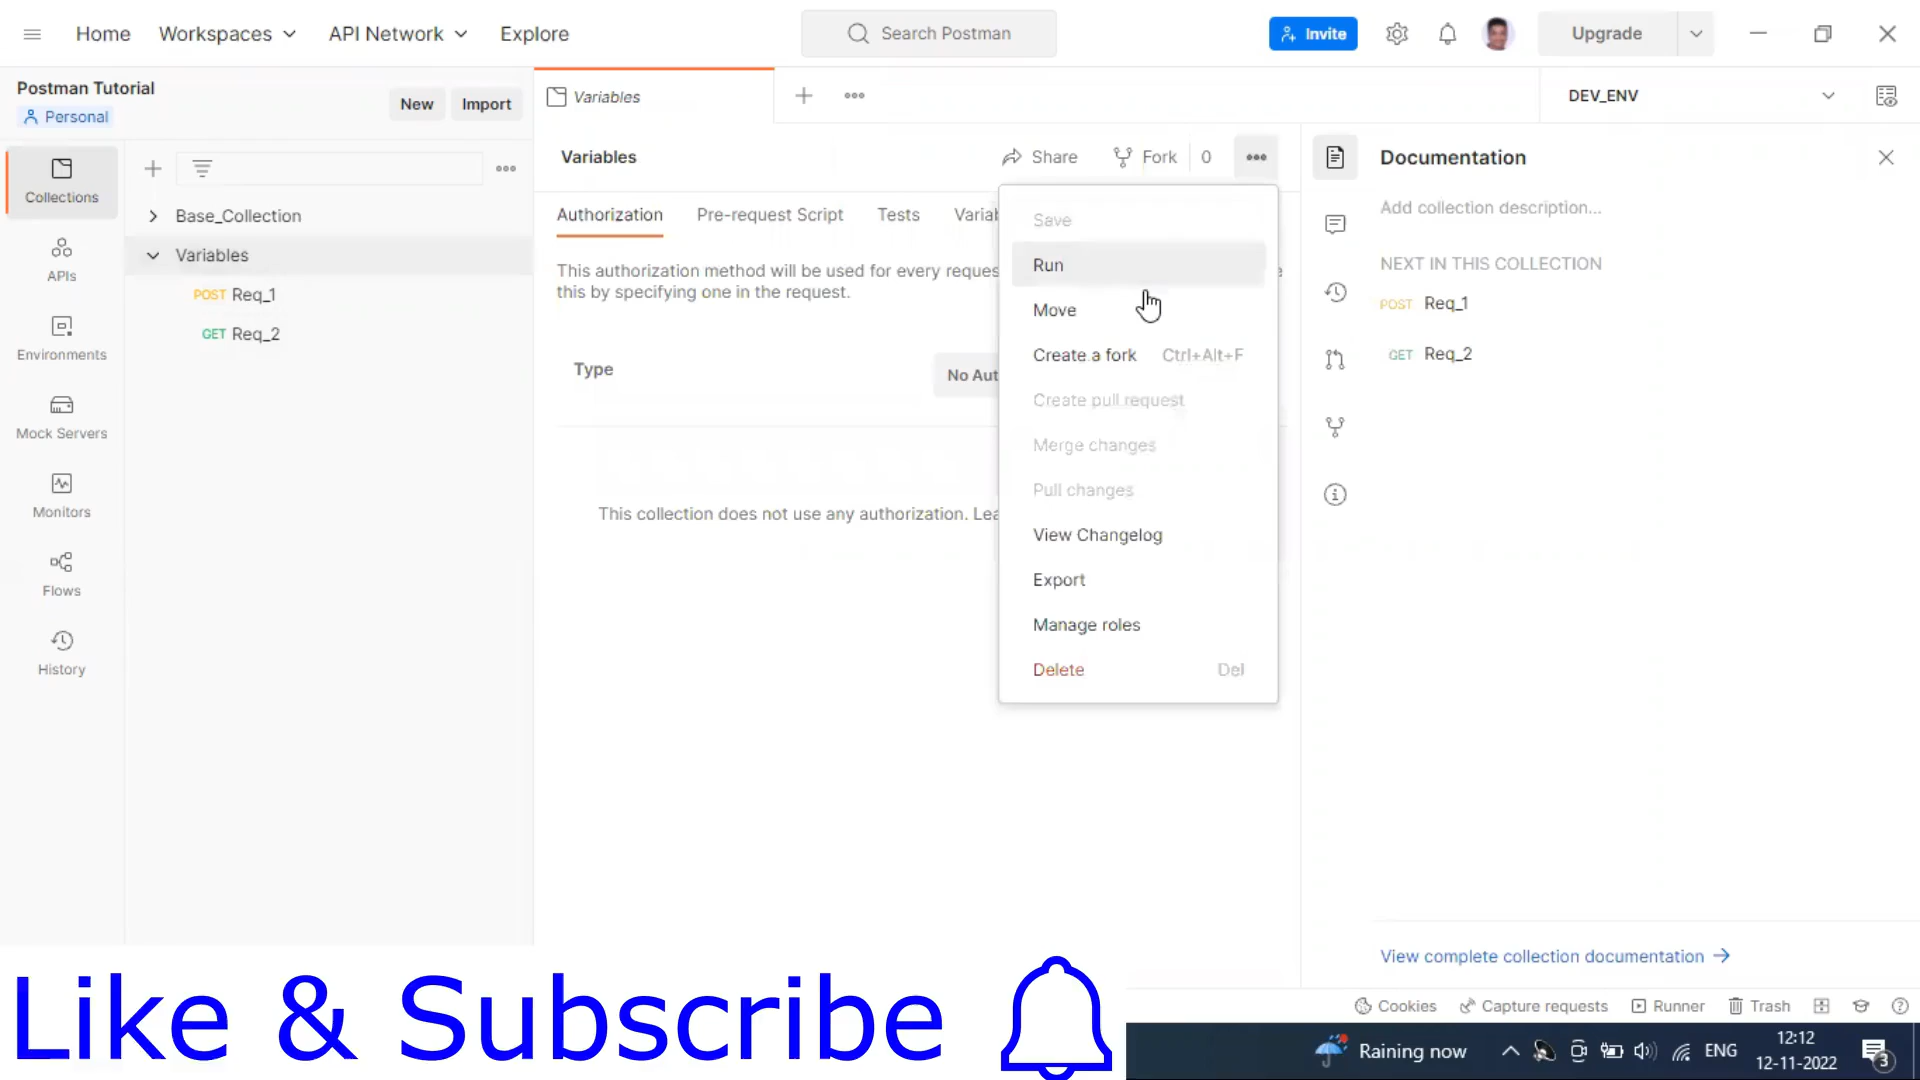 Home Workspaces API Network Explore Search Postman Invite Upgrade
Postman Tutorial
Personal
New Import
Variables
DEV_ENV
Collections
APIs
Environments
Mock Servers
Monitors
Flows
History
Base_Collection
Variables
POST Req_1
GET Req_2
Variables
Share Fork 0
Authorization Pre-request Script Tests Variab
This authorization method will be used for every reques e
this by specifying one in the request.
Type
No Aut
This collection does not use any authorization. Lea
Save
Run
Move
Create a fork Ctrl+Alt+F
Create pull request
Merge changes
Pull changes
View Changelog
Export
Manage roles
Delete Del
Documentation
Add collection description...
NEXT IN THIS COLLECTION
POST Req_1
GET Req_2
View complete collection documentation →
Cookies Capture requests Runner Trash
Like & Subscribe
Raining now ENG
12:12
12-11-2022
3